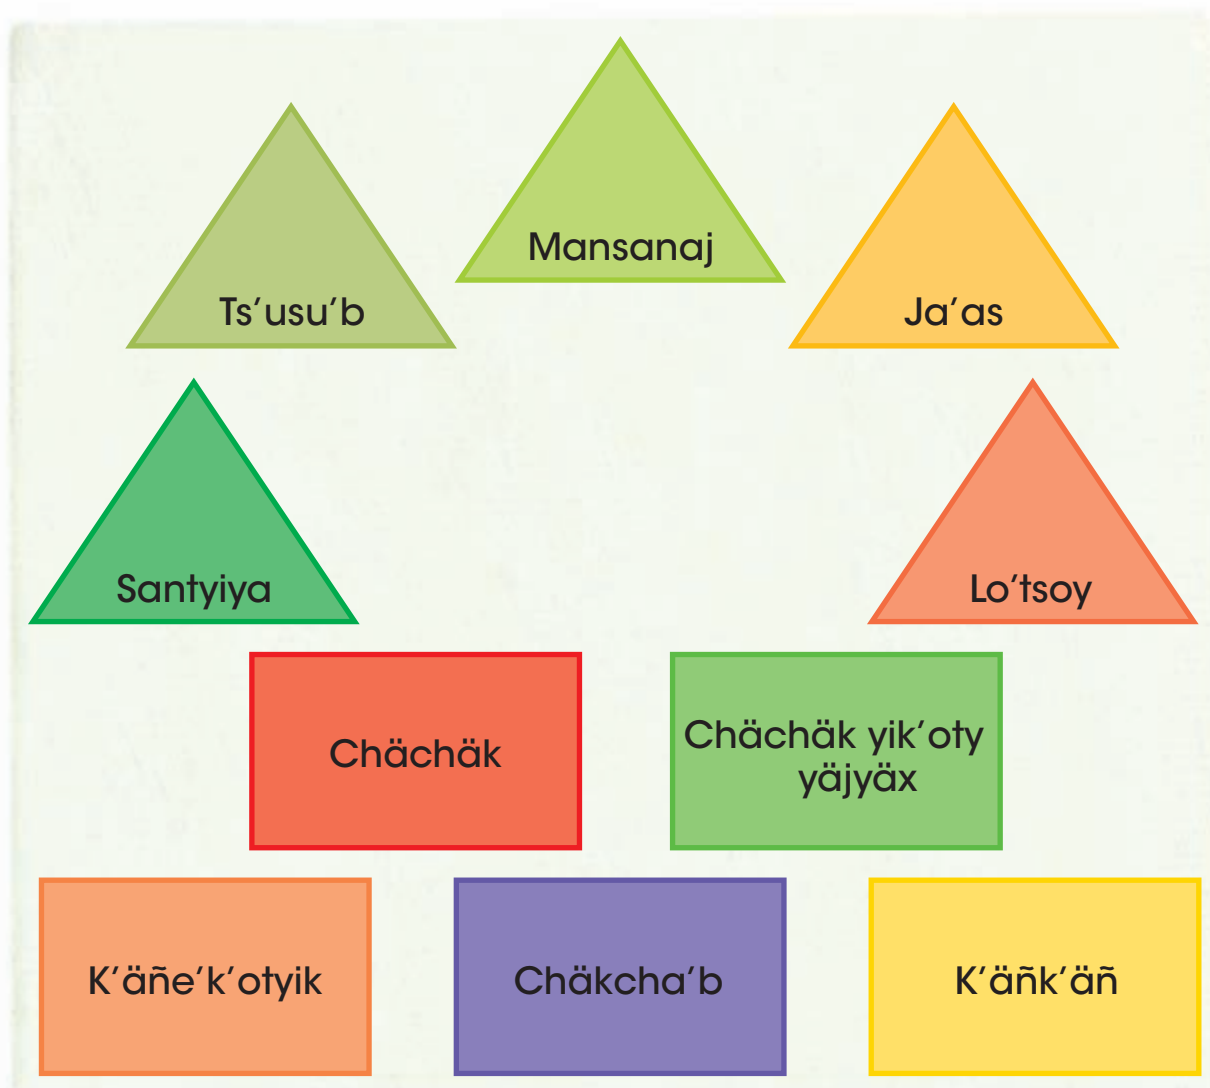 Mansanaj
Ts’usu’b
Ja’as
Santyiya
Lo’tsoy
Chächäk
Chächäk yik’oty
yäjyäx
K’äñe’k’otyik
Chäkcha’b
K’äñk’äñ